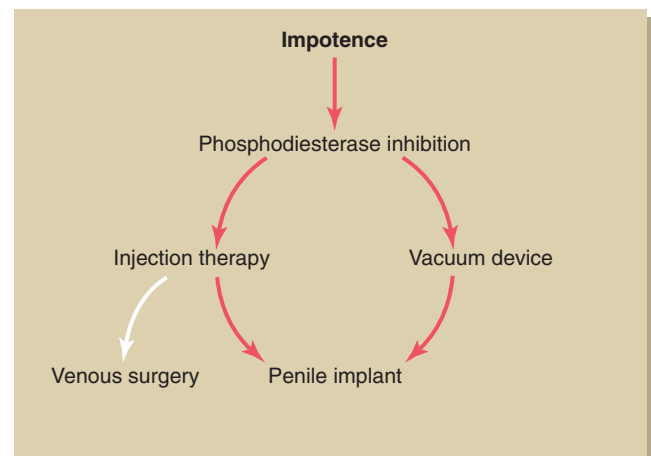 Impotence
Phosphodiesterase inhibition
Injection therapy
Vacuum device
Venous surgery
Penile implant